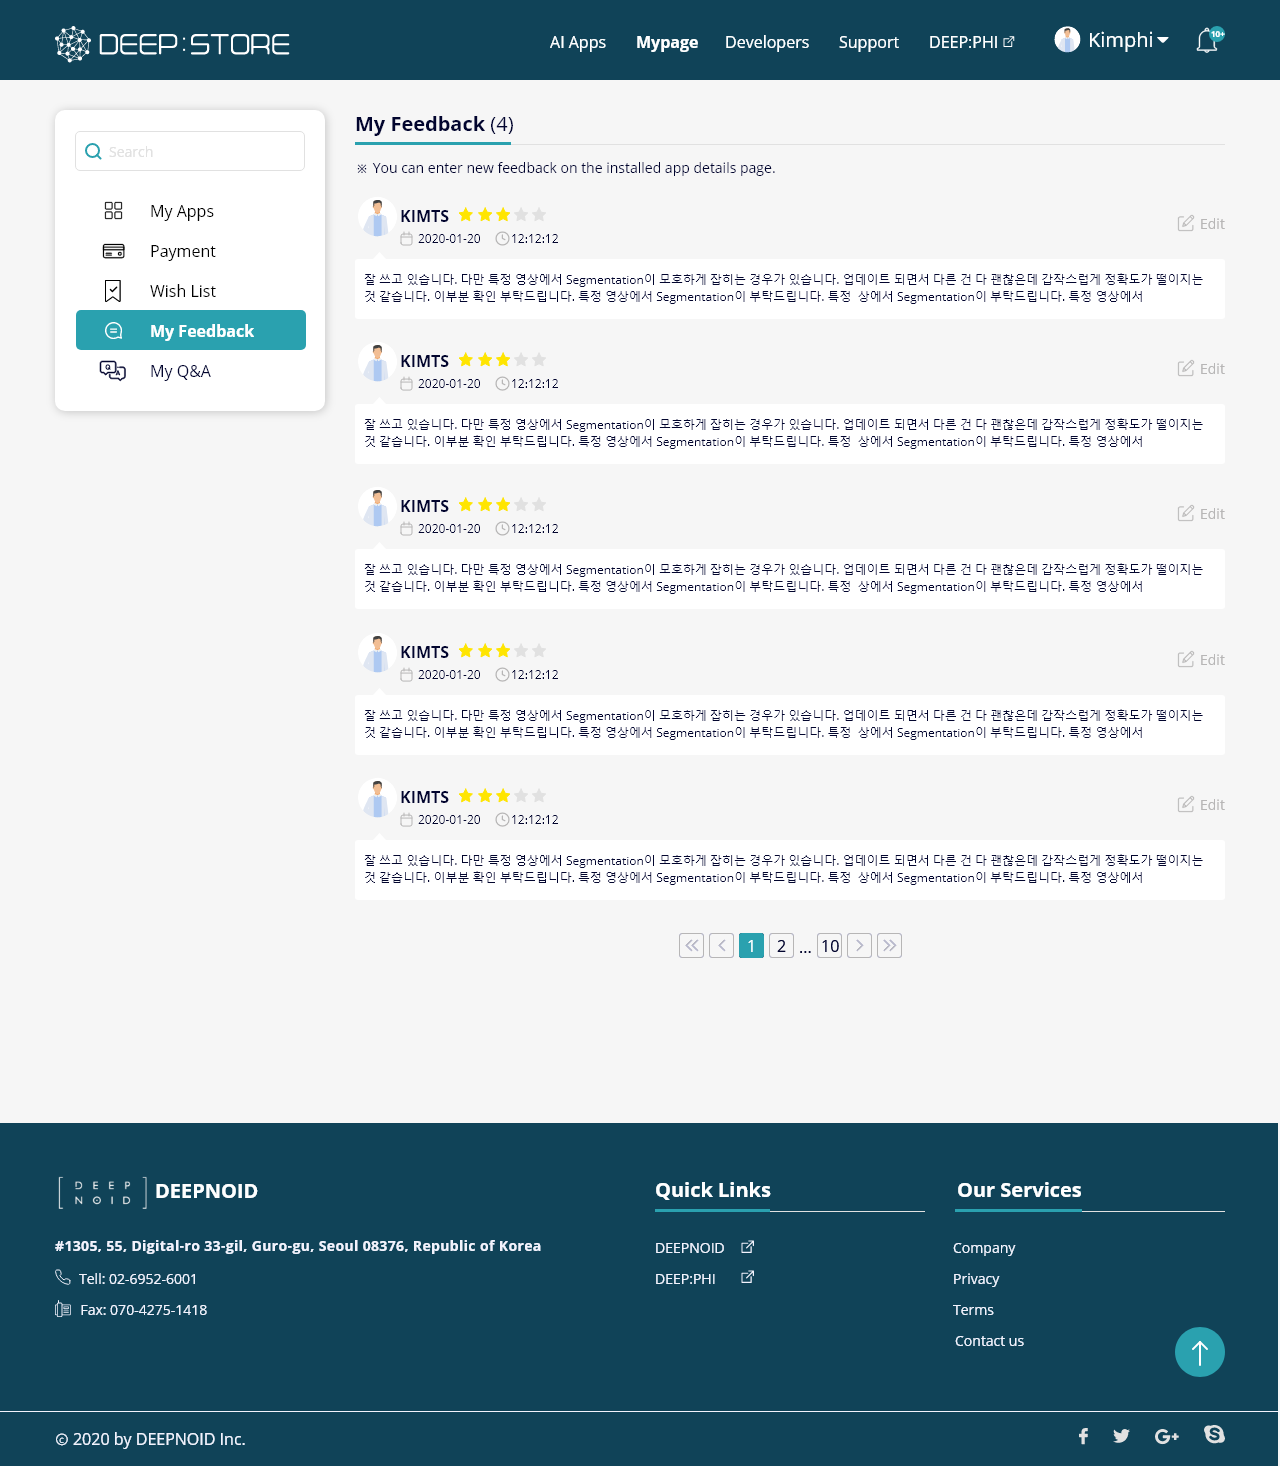 DEEP:STORE
AI Apps Mypage Developers Support DEEP:PHI Kimphi 10+
Search
My Apps
Payment
Wish List
My Feedback
My Q&A
My Feedback (4)
※ You can enter new feedback on the installed app details page.
KIMTS
Edit
2020-01-20 12:12:12
잘 쓰고 있습니다. 다만 특정 영상에서 Segmentation이 모호하게 잡히는 경우가 있습니다. 업데이트 되면서 다른 건 다 괜찮은데 갑작스럽게 정확도가 떨이지는
것 같습니다. 이부분 확인 부탁드립니다. 특정 영상에서 Segmentation이 부탁드립니다. 특정 상에서 Segmentation이 부탁드립니다. 특정 영상에서
KIMTS
Edit
2020-01-20 12:12:12
잘 쓰고 있습니다. 다만 특정 영상에서 Segmentation이 모호하게 잡히는 경우가 있습니다. 업데이트 되면서 다른 건 다 괜찮은데 갑작스럽게 정확도가 떨이지는
것 같습니다. 이부분 확인 부탁드립니다. 특정 영상에서 Segmentation이 부탁드립니다. 특정 상에서 Segmentation이 부탁드립니다. 특정 영상에서
KIMTS
Edit
2020-01-20 12:12:12
잘 쓰고 있습니다. 다만 특정 영상에서 Segmentation이 모호하게 잡히는 경우가 있습니다. 업데이트 되면서 다른 건 다 괜찮은데 갑작스럽게 정확도가 떨이지는
것 같습니다. 이부분 확인 부탁드립니다. 특정 영상에서 Segmentation이 부탁드립니다. 특정 상에서 Segmentation이 부탁드립니다. 특정 영상에서
KIMTS
Edit
2020-01-20 12:12:12
잘 쓰고 있습니다. 다만 특정 영상에서 Segmentation이 모호하게 잡히는 경우가 있습니다. 업데이트 되면서 다른 건 다 괜찮은데 갑작스럽게 정확도가 떨이지는
것 같습니다. 이부분 확인 부탁드립니다. 특정 영상에서 Segmentation이 부탁드립니다. 특정 상에서 Segmentation이 부탁드립니다. 특정 영상에서
KIMTS
Edit
2020-01-20 12:12:12
잘 쓰고 있습니다. 다만 특정 영상에서 Segmentation이 모호하게 잡히는 경우가 있습니다. 업데이트 되면서 다른 건 다 괜찮은데 갑작스럽게 정확도가 떨이지는
것 같습니다. 이부분 확인 부탁드립니다. 특정 영상에서 Segmentation이 부탁드립니다. 특정 상에서 Segmentation이 부탁드립니다. 특정 영상에서
1 2 ... 10
DEEP
NOID
DEEPNOID
#1305, 55, Digital-ro 33-gil, Guro-gu, Seoul 08376, Republic of Korea
Tell: 02-6952-6001
Fax: 070-4275-1418
Quick Links
DEEPNOID
DEEP:PHI
Our Services
Company
Privacy
Terms
Contact us
© 2020 by DEEPNOID Inc.